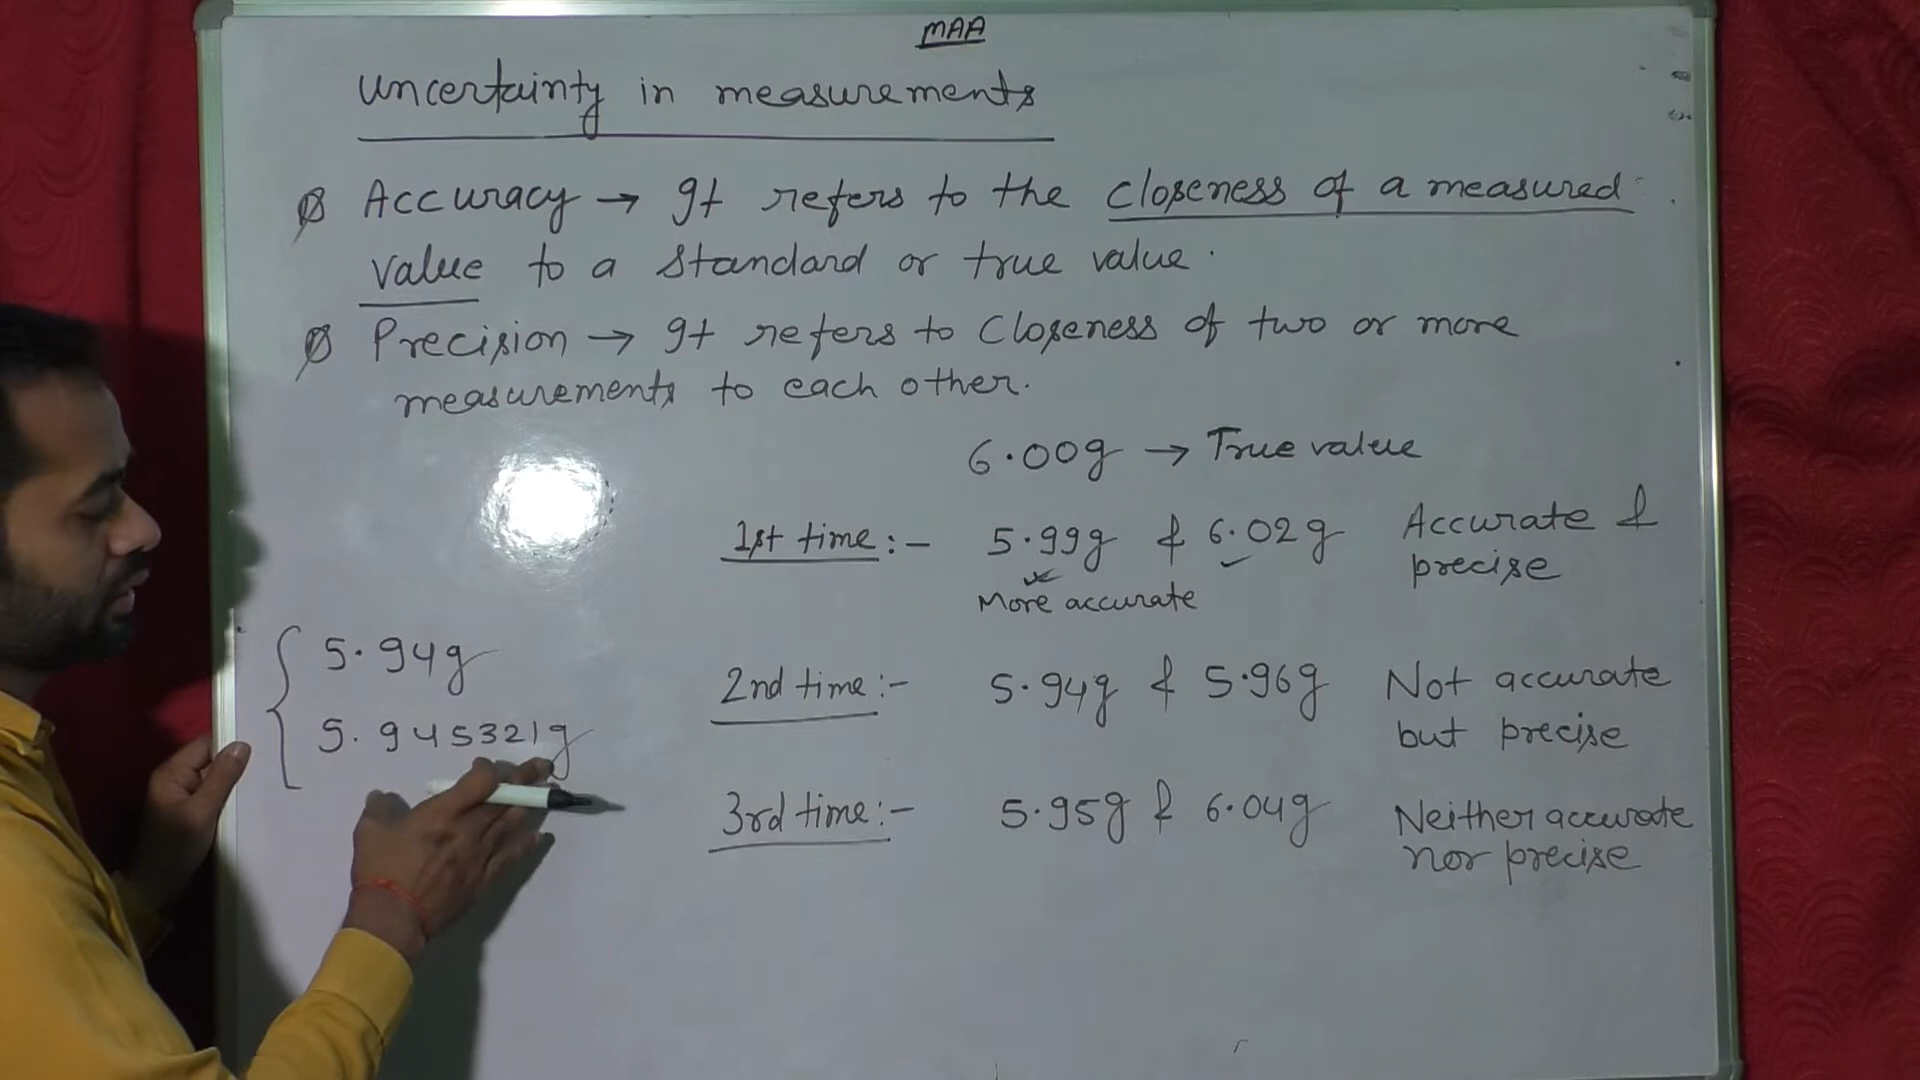 MAA
Uncertainty in measurements
Accuracy → It refers to the closeness of a measured
value to a standard or true value.
Precision → It refers to closeness of two or more
measurements to each other.
6.00g → True value
1st time :- 5.99g & 6.02g Accurate &
precise
More accurate
5.94g
5.945321g
2nd time :- 5.94g & 5.96g Not accurate
but precise
3rd time :- 5.95g & 6.04g Neither accurate
nor precise